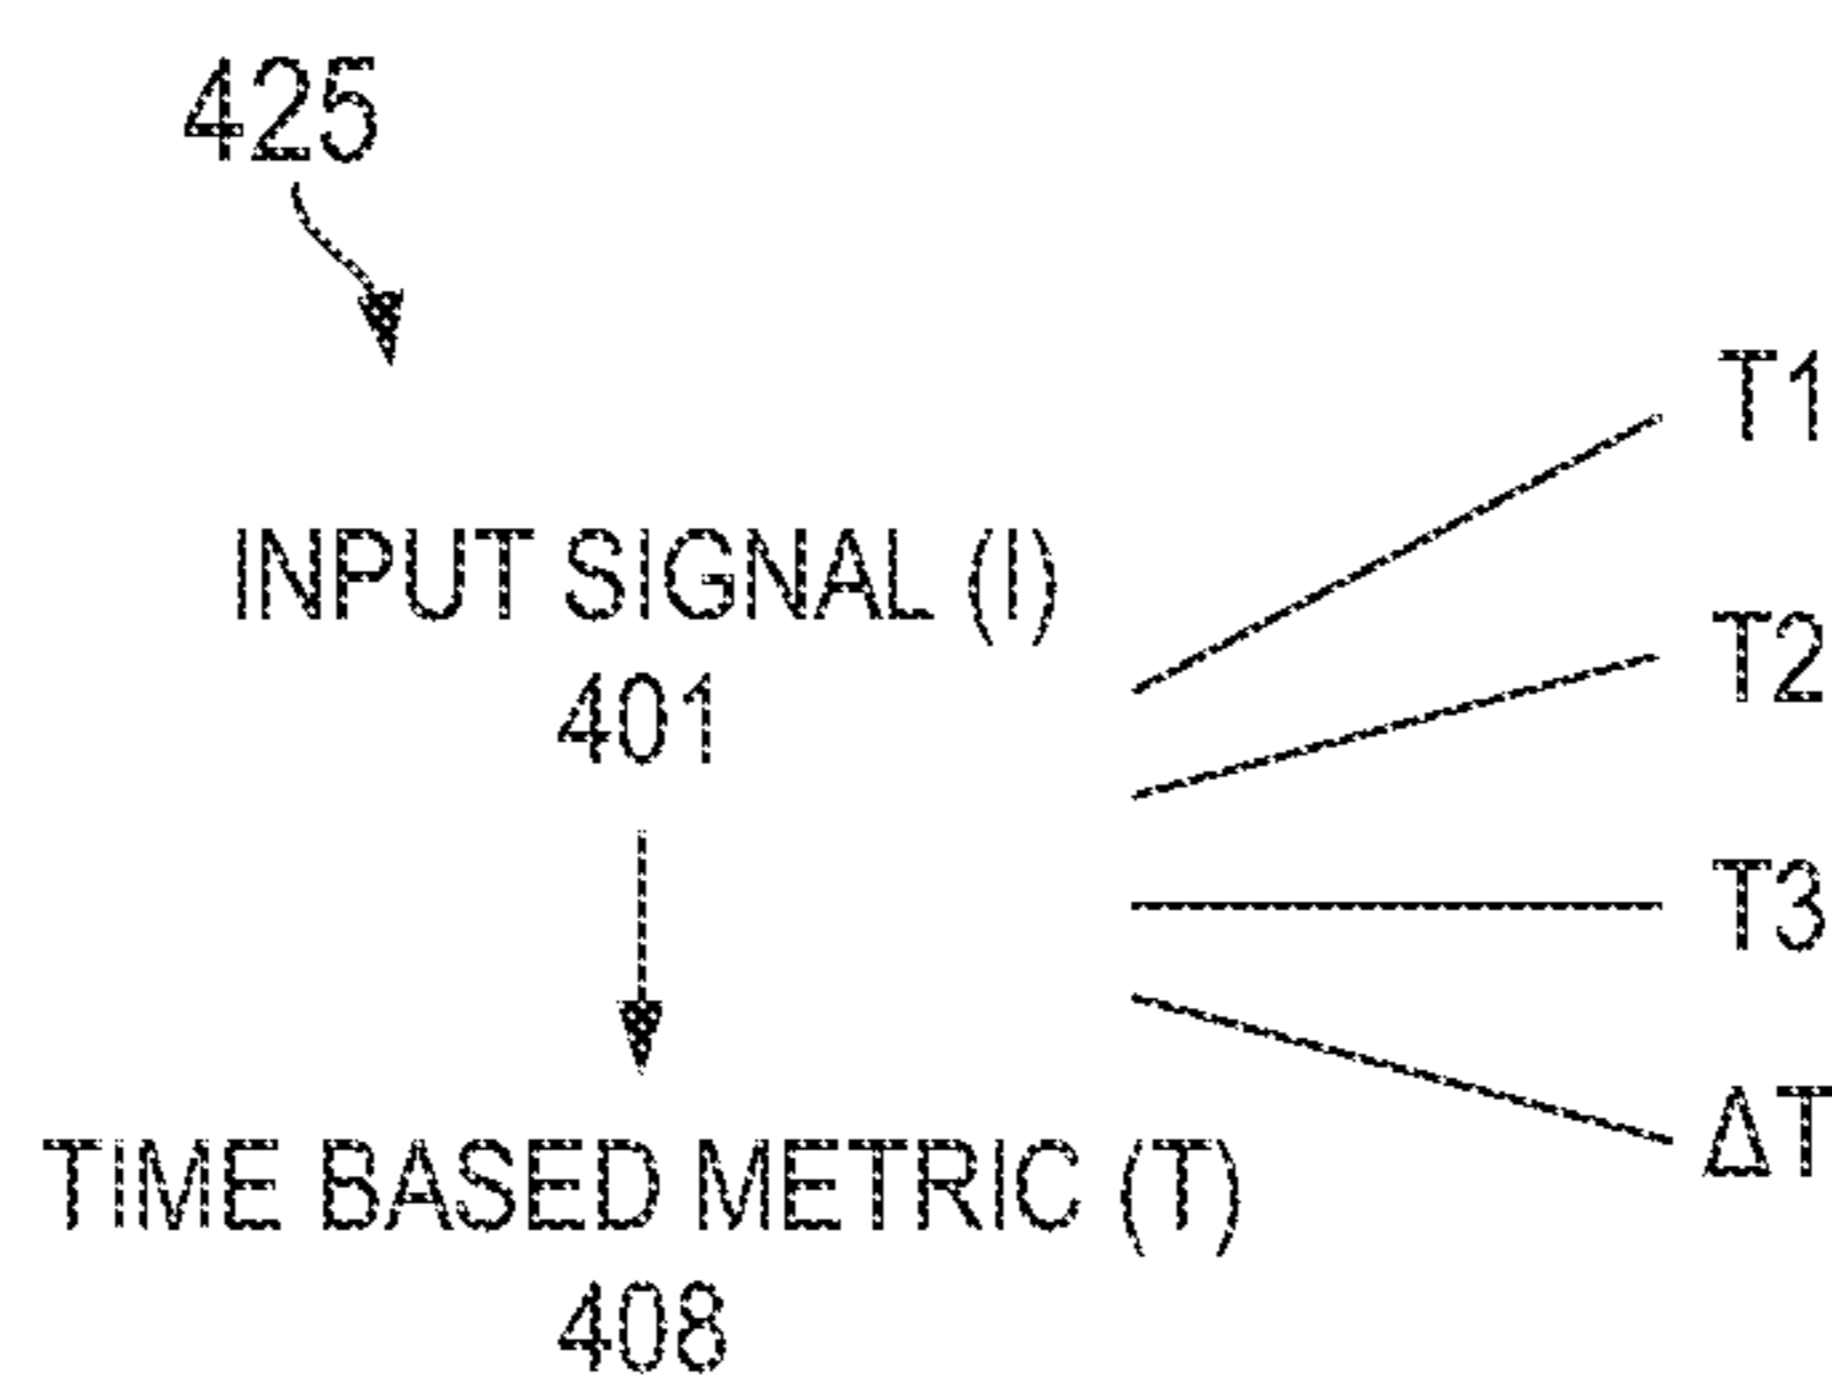 425
INPUT SIGNAL (I)
401
TIME BASED METRIC (T)
408
T1
T2
T3
ΔT